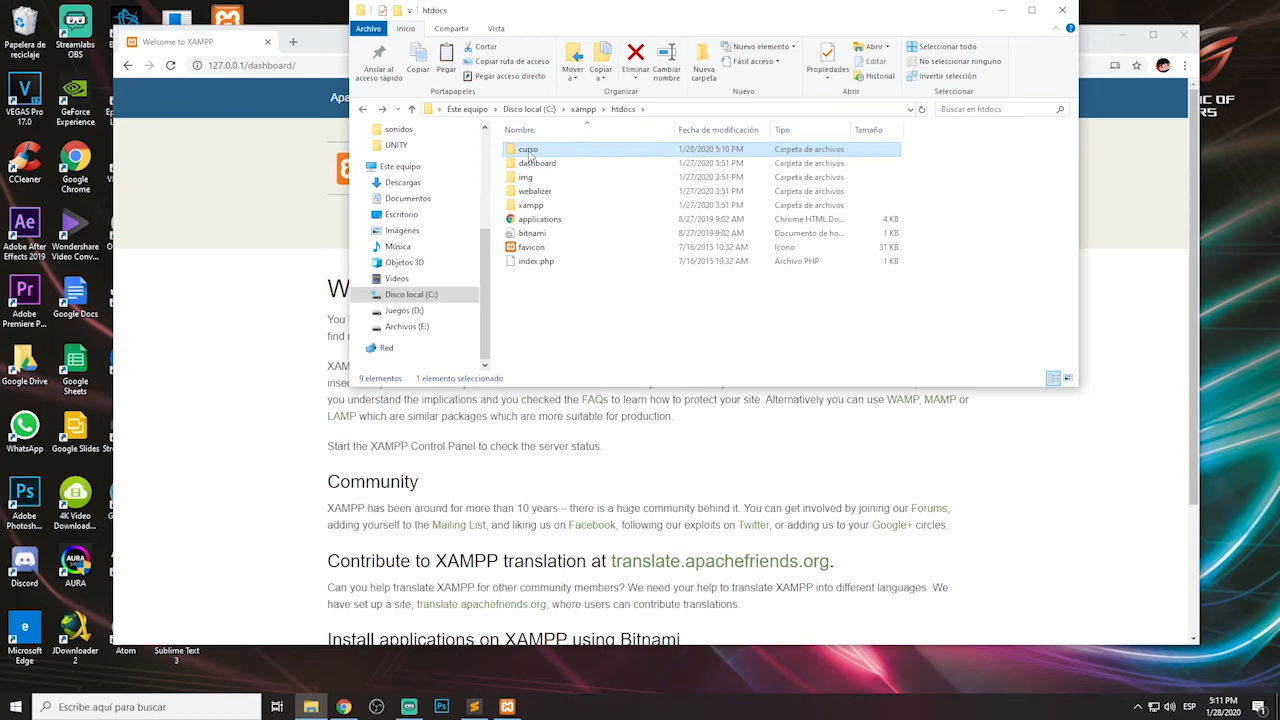 htdocs
Archivo
Inicio
Compartir
Vista
Anclar al
acceso rápido
Copiar
Pegar
Cortar
Copiar ruta de acceso
Pegar acceso directo
Portapapeles
Mover
a
Copiar
a
Eliminar
Cambiar
nombre
Organizar
Nueva
carpeta
Nuevo elemento
Fácil acceso
Nuevo
Propiedades
Abrir
Editar
Historial
Abrir
Seleccionar todo
No seleccionar ninguno
Invertir selección
Seleccionar
Este equipo
Disco local (C:)
xampp
htdocs
Buscar en htdocs
Nombre
Fecha de modificación
Tipo
Tamaño
curso 1/28/2020 5:10 PM Carpeta de archivos
dashboard 1/27/2020 3:51 PM Carpeta de archivos
img 1/27/2020 3:51 PM Carpeta de archivos
webalizer 1/27/2020 3:51 PM Carpeta de archivos
xampp 1/27/2020 3:51 PM Carpeta de archivos
applications 8/27/2019 9:02 AM Chrome HTML Do... 4 KB
bitnami 8/27/2019 9:02 AM Documento de ho... 1 KB
favicon 7/16/2015 10:32 AM Icono 31 KB
index.php 7/16/2015 10:32 AM Archivo PHP 1 KB
sonidos
UNITY
Este equipo
Descargas
Documentos
Escritorio
Imágenes
Música
Objetos 3D
Videos
Disco local (C:)
Juegos (D:)
Archivos (E:)
Red
9 elementos
1 elemento seleccionado
Welcome to XAMPP
127.0.0.1/dashboard/
Apa
W
You
find
XAM
inse
you understand the implications and you checked the FAQs to learn how to protect your site. Alternatively you can use WAMP, MAMP or
LAMP which are similar packages which are more suitable for production.
Start the XAMPP Control Panel to check the server status.
Community
XAMPP has been around for more than 10 years – there is a huge community behind it. You can get involved by joining our Forums,
adding yourself to the Mailing List, and liking us on Facebook, following our exploits on Twitter, or adding us to your Google+ circles.
Contribute to XAMPP translation at translate.apachefriends.org.
Can you help translate XAMPP for other community members? We need your help to translate XAMPP into different languages. We
have set up a site, translate.apachefriends.org, where users can contribute translations.
Install applications on XAMPP using Bitnami
Papelera de
reciclaje
Streamlabs
OBS
VEGAS Pro
CCleaner
Google
Chrome
Adobe After
Effects 2019
Adobe
Premiere P...
Google
Docs
Google Drive
Google
Sheets
WhatsApp
Google
Slides
Photosh...
4K Video
Download...
Discord
AURA
Microsoft
JDownloader
Sublime Text
IC OF
RS
Escribe aquí para buscar
ESP
5:11 PM
1/28/2020